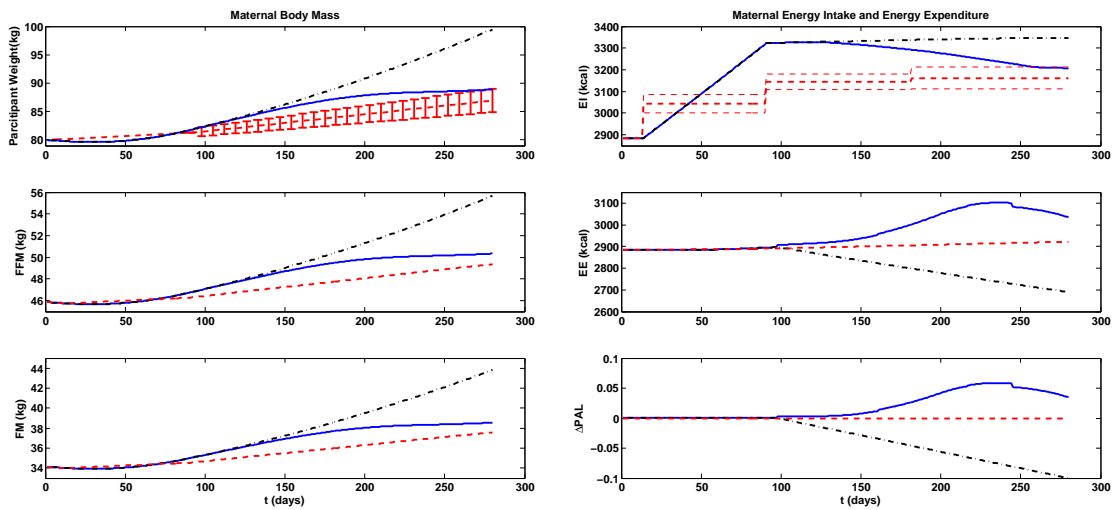 Maternal Body Mass
Parcitipant Weight(kg)
100
95
90
85
80
0 50 100 150 200 250 300
FFM (kg)
56
54
52
50
48
46
0 50 100 150 200 250 300
FM (kg)
44
42
40
38
36
34
0 50 100 150 200 250 300
t (days)
Maternal Energy Intake and Energy Expenditure
EI (kcal)
3400
3300
3200
3100
3000
2900
0 50 100 150 200 250 300
EE (kcal)
3100
3000
2900
2800
2700
2600
0 50 100 150 200 250 300
ΔPAL
0.1
0.05
0
−0.05
−0.1
0 50 100 150 200 250 300
t (days)